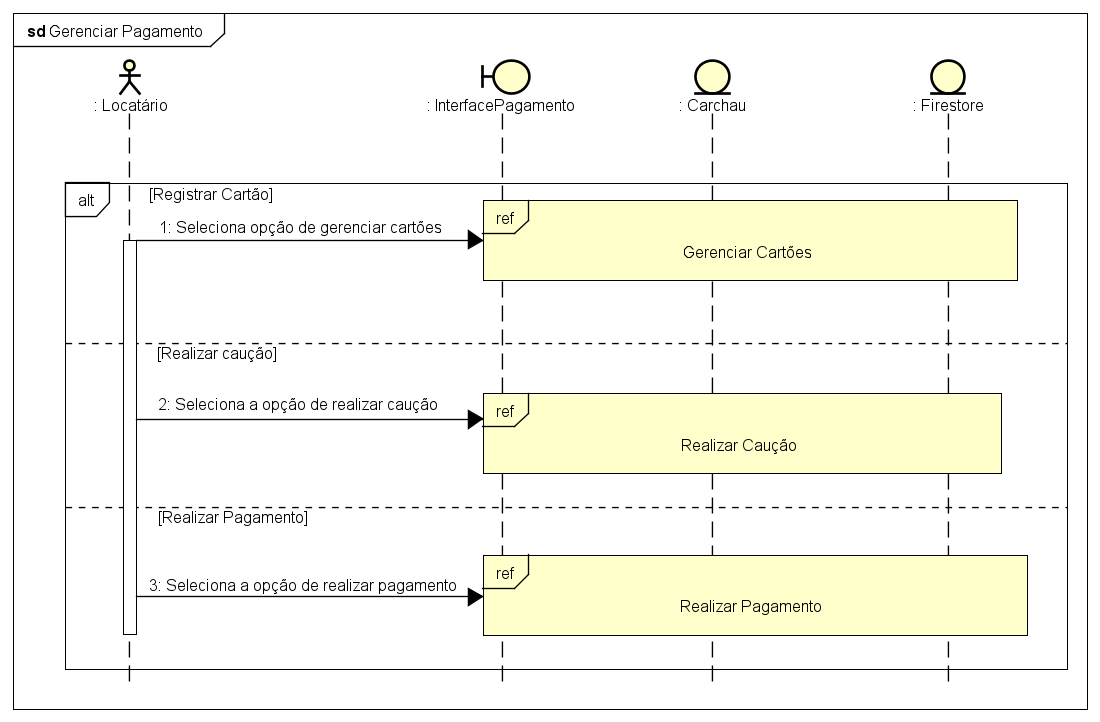 sd Gerenciar Pagamento
: Locatário
: InterfacePagamento
: Carchau
: Firestore
alt
[Registrar Cartão]
ref
1: Seleciona opção de gerenciar cartões
Gerenciar Cartões
[Realizar caução]
2: Seleciona a opção de realizar caução
ref
Realizar Caução
[Realizar Pagamento]
ref
3: Seleciona a opção de realizar pagamento
Realizar Pagamento